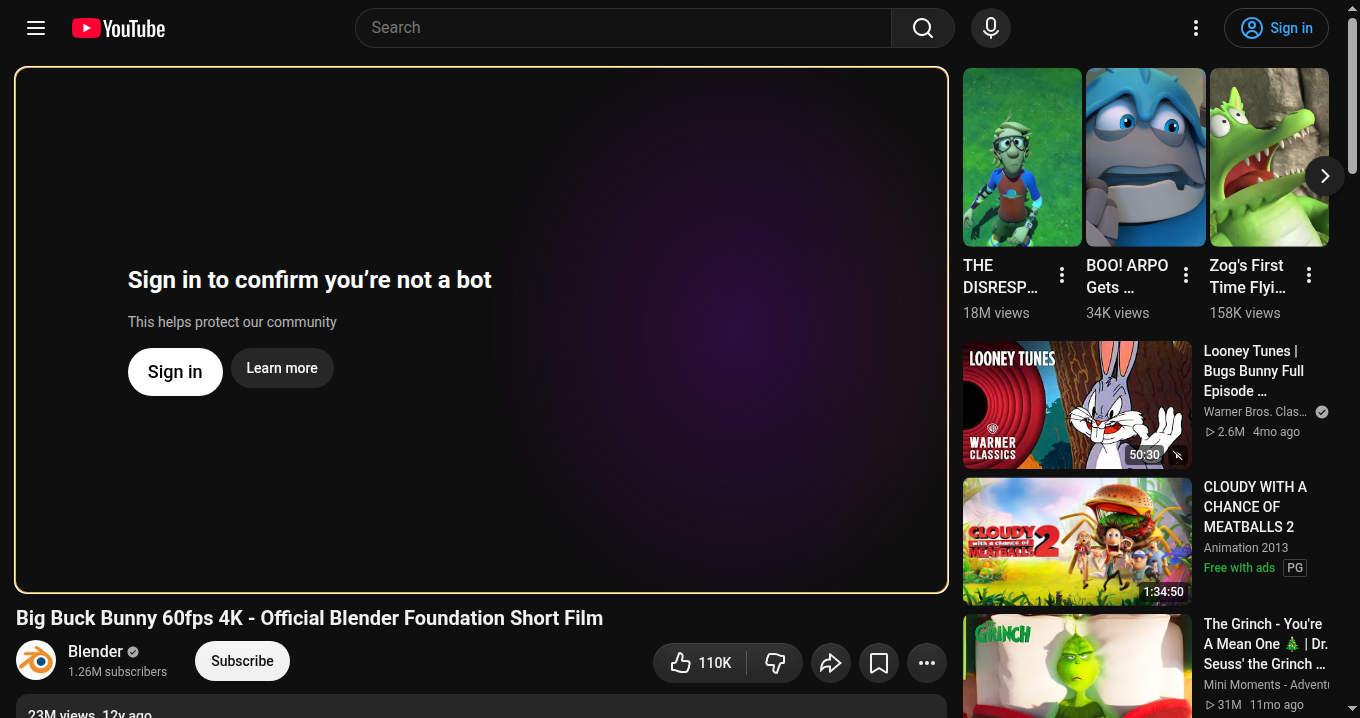 YouTube
Search
Sign in
Sign in to confirm you’re not a bot
This helps protect our community
Sign in
Learn more
Big Buck Bunny 60fps 4K - Official Blender Foundation Short Film
Blender
1.26M subscribers
Subscribe
110K
23M views 12y ago
THE
DISRESP...
18M views
BOO! ARPO
Gets ...
34K views
Zog's First
Time Flyi...
158K views
LOONEY TUNES
WARNER
CLASSICS
50:30
Looney Tunes |
Bugs Bunny Full
Episode ...
Warner Bros. Clas...
2.6M 4mo ago
CLOUDY
with a chance of
MEATBALLS 2
1:34:50
CLOUDY WITH A
CHANCE OF
MEATBALLS 2
Animation 2013
Free with ads PG
GRINCH
The Grinch - You're
A Mean One 🎄 | Dr.
Seuss' the Grinch ...
Mini Moments - Advent
31M 11mo ago